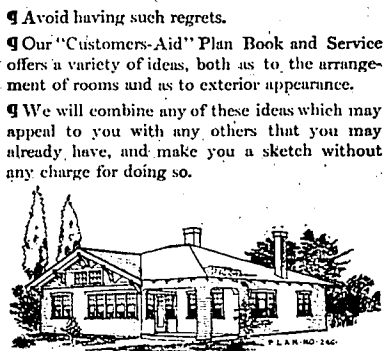 ¶ Avoid having such regrets.
¶ Our "Customers-Aid" Plan Book and Service
offers a variety of ideas, both as to the arrange-
ment of rooms and as to exterior appearance.
¶ We will combine any of these ideas which may
appeal to you with any others that you may
already have, and make you a sketch without
any charge for doing so.
PLAN-NO-246-